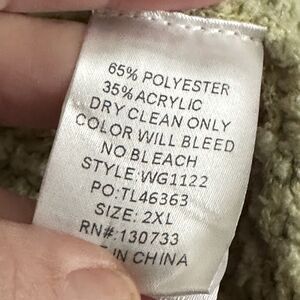 65% POLYESTER
35% ACRYLIC
DRY CLEAN ONLY
COLOR WILL BLEED
NO BLEACH
STYLE:WG1122
PO:TL46363
SIZE: 2XL
RN#:130733
IN CHINA